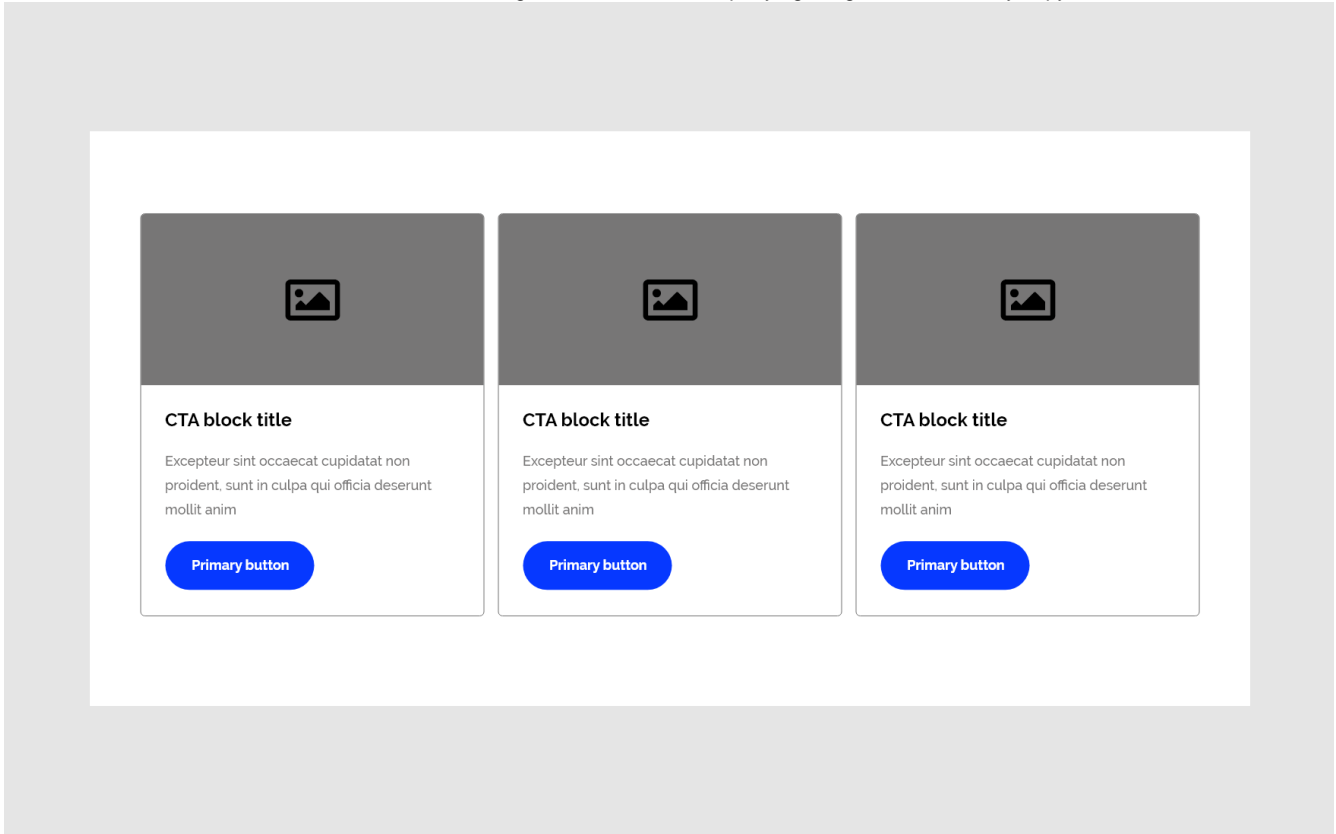 CTA block title
Excepteur sint occaecat cupidatat non
proident, sunt in culpa qui officia deserunt
mollit anim
Primary button
CTA block title
Excepteur sint occaecat cupidatat non
proident, sunt in culpa qui officia deserunt
mollit anim
Primary button
CTA block title
Excepteur sint occaecat cupidatat non
proident, sunt in culpa qui officia deserunt
mollit anim
Primary button